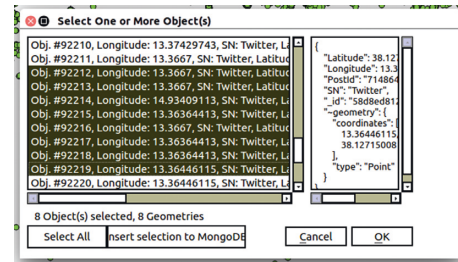 Select One or More Object(s)
Obj. #92210, Longitude: 13.37429743, SN: Twitter, La
Obj. #92211, Longitude: 13.3667, SN: Twitter, Latituc
Obj. #92212, Longitude: 13.3667, SN: Twitter, Latituc
Obj. #92213, Longitude: 13.3667, SN: Twitter, Latituc
Obj. #92214, Longitude: 14.93409113, SN: Twitter, La
Obj. #92215, Longitude: 13.36364413, SN: Twitter, La
Obj. #92216, Longitude: 13.3667, SN: Twitter, Latituc
Obj. #92217, Longitude: 13.36364413, SN: Twitter, La
Obj. #92218, Longitude: 13.36364413, SN: Twitter, La
Obj. #92219, Longitude: 13.36446115, SN: Twitter, La
Obj. #92220, Longitude: 13.36446115, SN: Twitter, La
{
"Latitude": 38.127
"Longitude": 13.3
"PostId": "714864
"SN": "Twitter",
"_id": "58d8ed812
"~geometry": {
"coordinates": [
13.36446115,
38.12715008
],
"type": "Point"
}
8 Object(s) selected, 8 Geometries
Select All
nsert selection to MongoDB
Cancel
OK